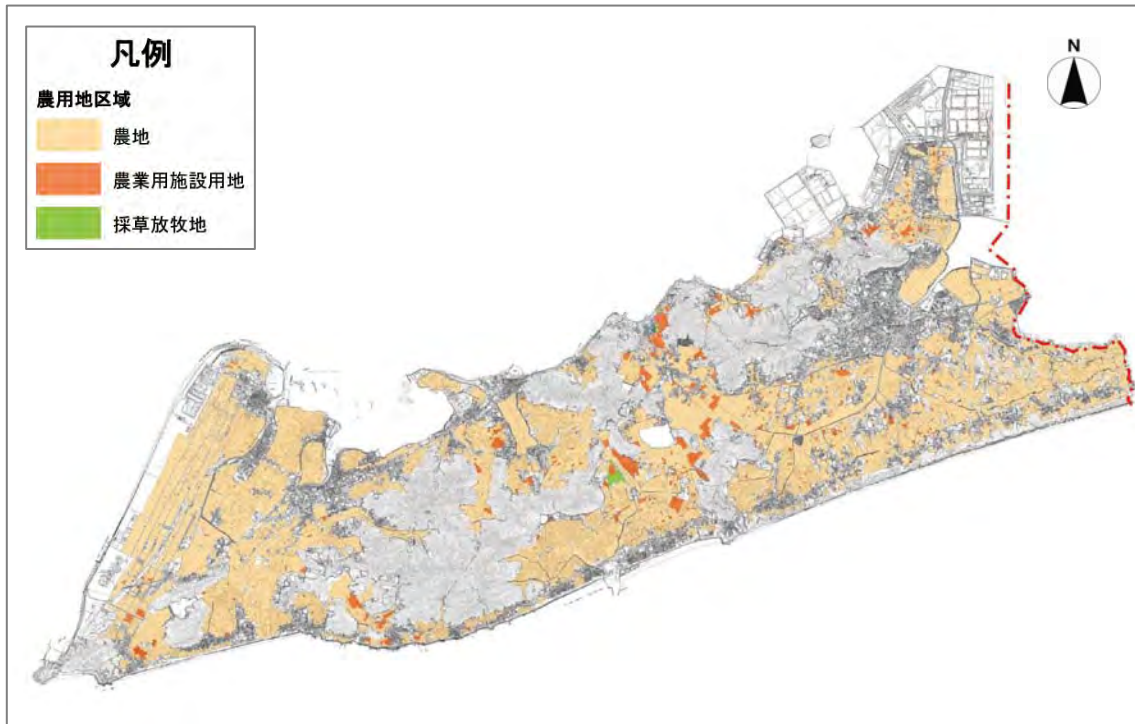 凡例
農用地区域
農地
農業用施設用地
採草放牧地
N